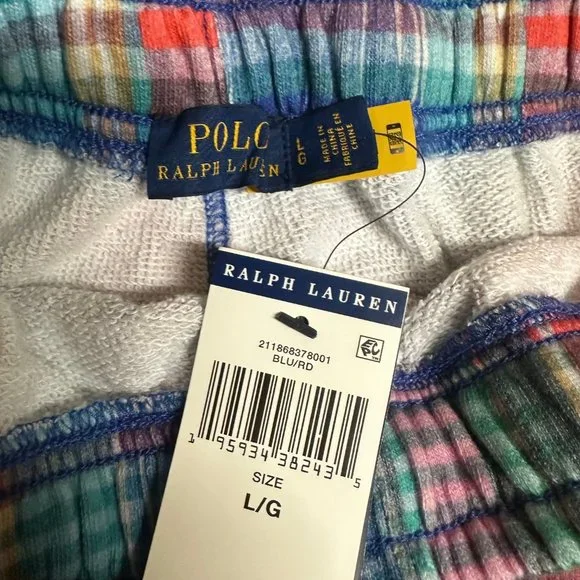 POLO
RALPH LAUREN
L
G
MADE IN
CHINA
FABRIQUÉ EN
CHINE
RALPH LAUREN
211868378001
BLU/RD
1 95934 38243 5
SIZE
L/G